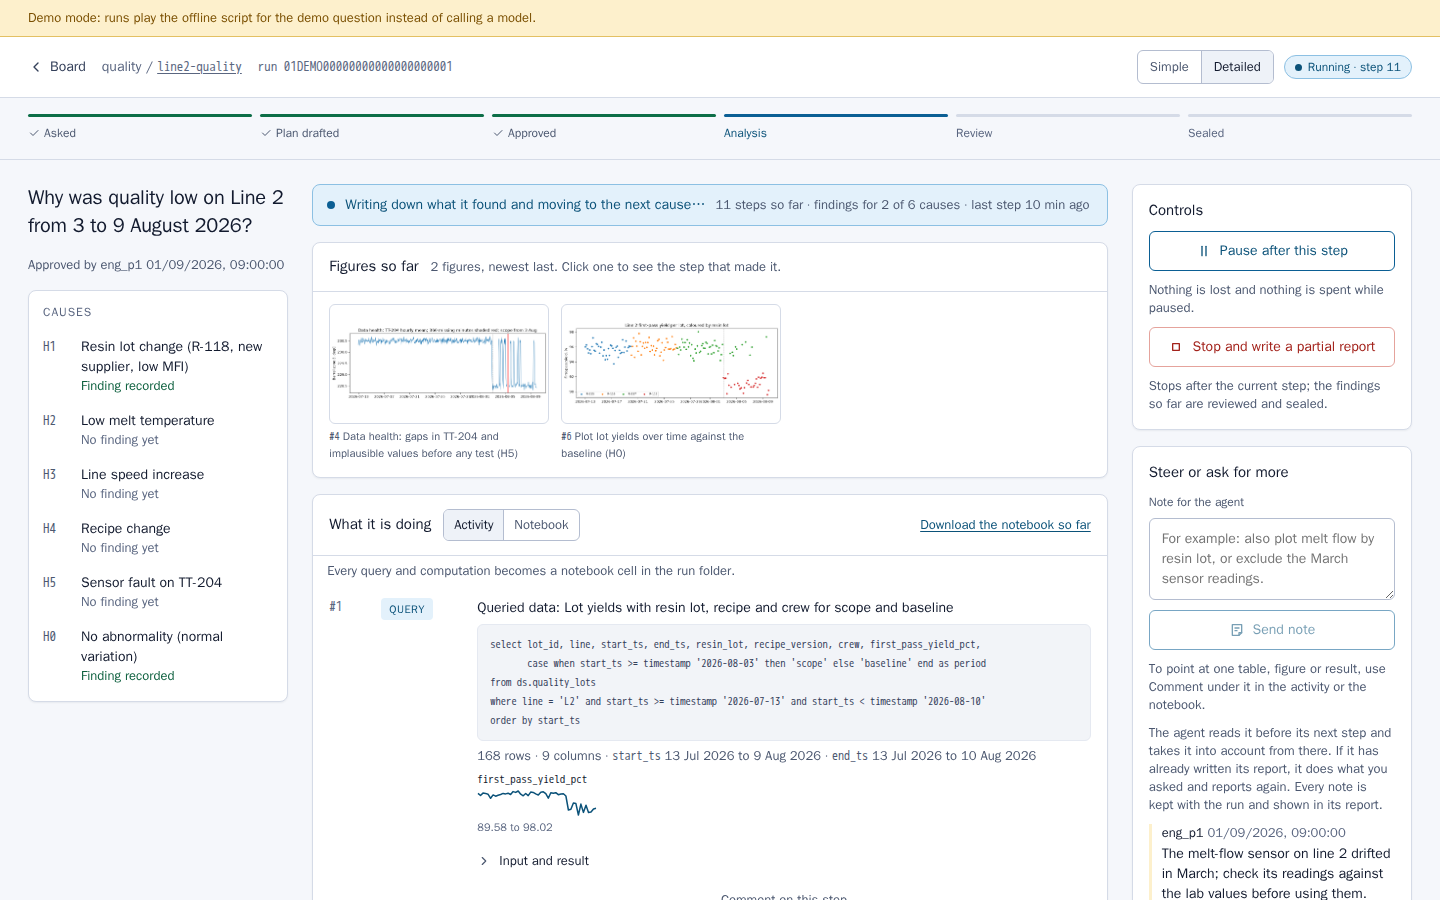 Demo mode: runs play the offline script for the demo question instead of calling a model.
Board quality / line2-quality run 01DEMO00000000000000000001
Simple Detailed Running · step 11
Asked Plan drafted Approved Analysis Review Sealed
Why was quality low on Line 2
from 3 to 9 August 2026?
Approved by eng_p1 01/09/2026, 09:00:00
CAUSES
H1 Resin lot change (R-118, new
supplier, low MFI)
Finding recorded
H2 Low melt temperature
No finding yet
H3 Line speed increase
No finding yet
H4 Recipe change
No finding yet
H5 Sensor fault on TT-204
No finding yet
H0 No abnormality (normal
variation)
Finding recorded
Writing down what it found and moving to the next cause··· 11 steps so far · findings for 2 of 6 causes · last step 10 min ago
Figures so far 2 figures, newest last. Click one to see the step that made it.
Line 2 first-pass yield per lot, coloured by resin lot
#4 Data health: gaps in TT-204 and
implausible values before any test (H5)
#6 Plot lot yields over time against the
baseline (H0)
What it is doing Activity Notebook Download the notebook so far
Every query and computation becomes a notebook cell in the run folder.
#1 QUERY Queried data: Lot yields with resin lot, recipe and crew for scope and baseline
select lot_id, line, start_ts, end_ts, resin_lot, recipe_version, crew, first_pass_yield_pct,
case when start_ts >= timestamp '2026-08-03' then 'scope' else 'baseline' end as period
from ds.quality_lots
where line = 'L2' and start_ts >= timestamp '2026-07-13' and start_ts < timestamp '2026-08-10'
order by start_ts
168 rows · 9 columns · start_ts 13 Jul 2026 to 9 Aug 2026 · end_ts 13 Jul 2026 to 10 Aug 2026
first_pass_yield_pct
89.58 to 98.02
Input and result
Comment on this step
Controls
Pause after this step
Nothing is lost and nothing is spent while
paused.
Stop and write a partial report
Stops after the current step; the findings
so far are reviewed and sealed.
Steer or ask for more
Note for the agent
For example: also plot melt flow by
resin lot, or exclude the March
sensor readings.
Send note
To point at one table, figure or result, use
Comment under it in the activity or the
notebook.
The agent reads it before its next step and
takes it into account from there. If it has
already written its report, it does what you
asked and reports again. Every note is
kept with the run and shown in its report.
eng_p1 01/09/2026, 09:00:00
The melt-flow sensor on line 2 drifted
in March; check its readings against
the lab values before using them.